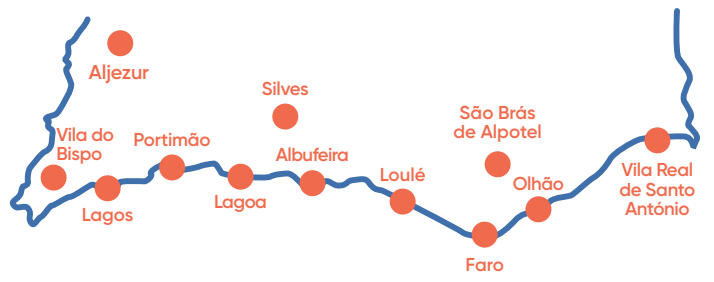 Aljezur
Silves
São Brás
de Alpotel
Vila do
Bispo
Portimão
Albufeira
Loulé
Olhão
Vila Real
de Santo
António
Lagoa
Lagos
Faro